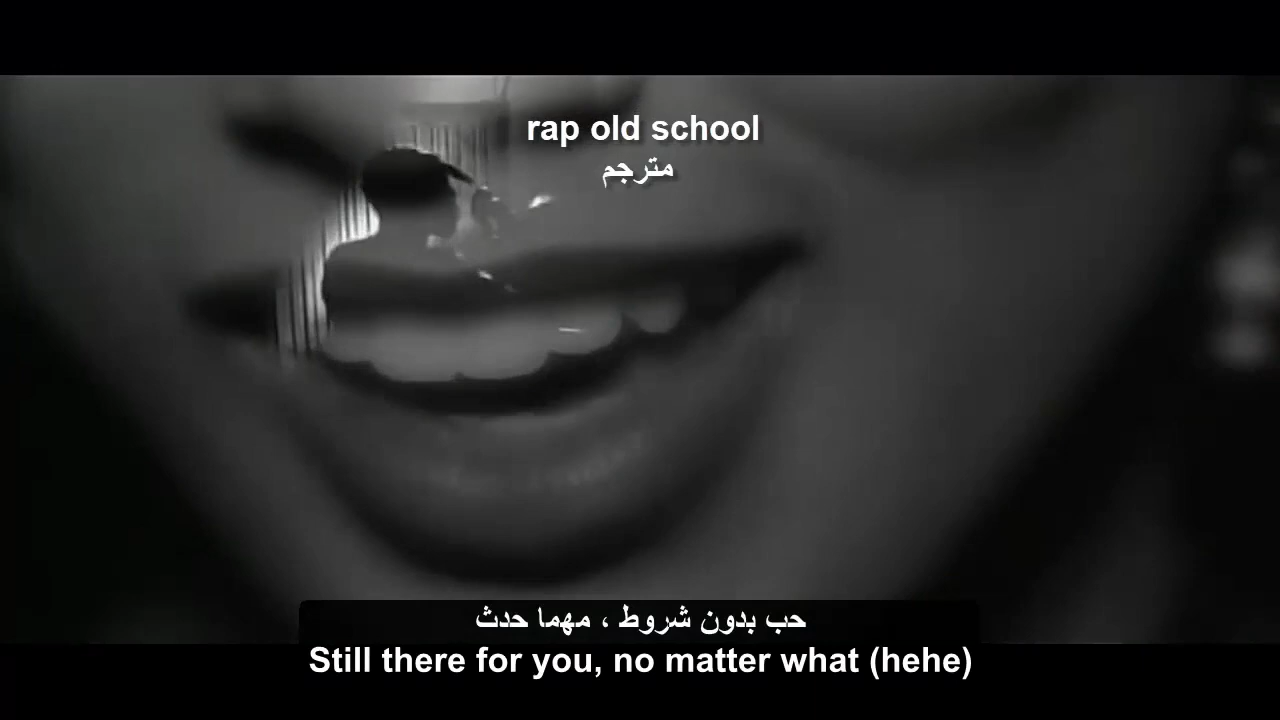 rap old school
مترجم
حب بدون شروط ، مهما حدث
Still there for you, no matter what (hehe)